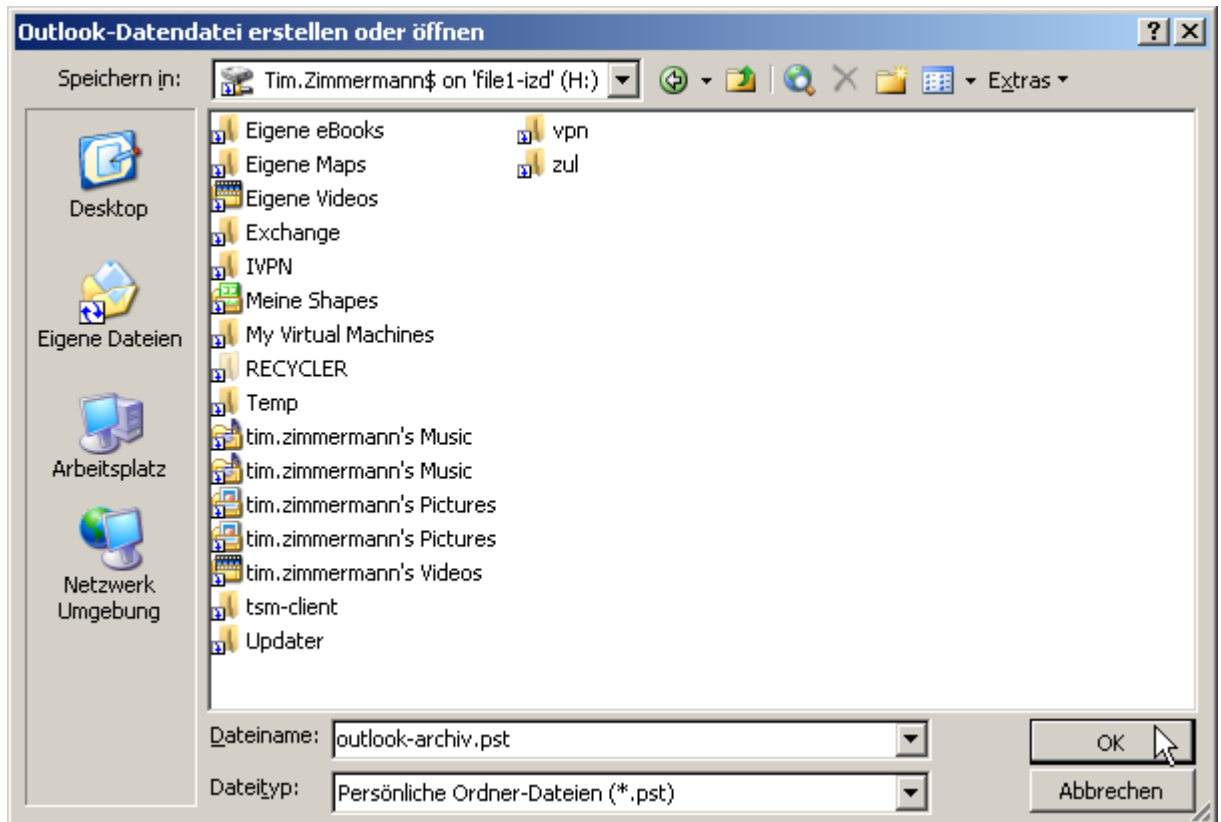 Outlook-Datendatei erstellen oder öffnen
Speichern in:
Tim.Zimmermann$ on 'file1-izd' (H:)
Extras
Desktop
Eigene Dateien
Arbeitsplatz
Netzwerk
Umgebung
Eigene eBooks
Eigene Maps
Eigene Videos
Exchange
IVPN
Meine Shapes
My Virtual Machines
RECYCLER
Temp
tim.zimmermann's Music
tim.zimmermann's Music
tim.zimmermann's Pictures
tim.zimmermann's Pictures
tim.zimmermann's Videos
tsm-client
Updater
vpn
zul
Dateiname:
outlook-archiv.pst
OK
Dateityp:
Persönliche Ordner-Dateien (*.pst)
Abbrechen